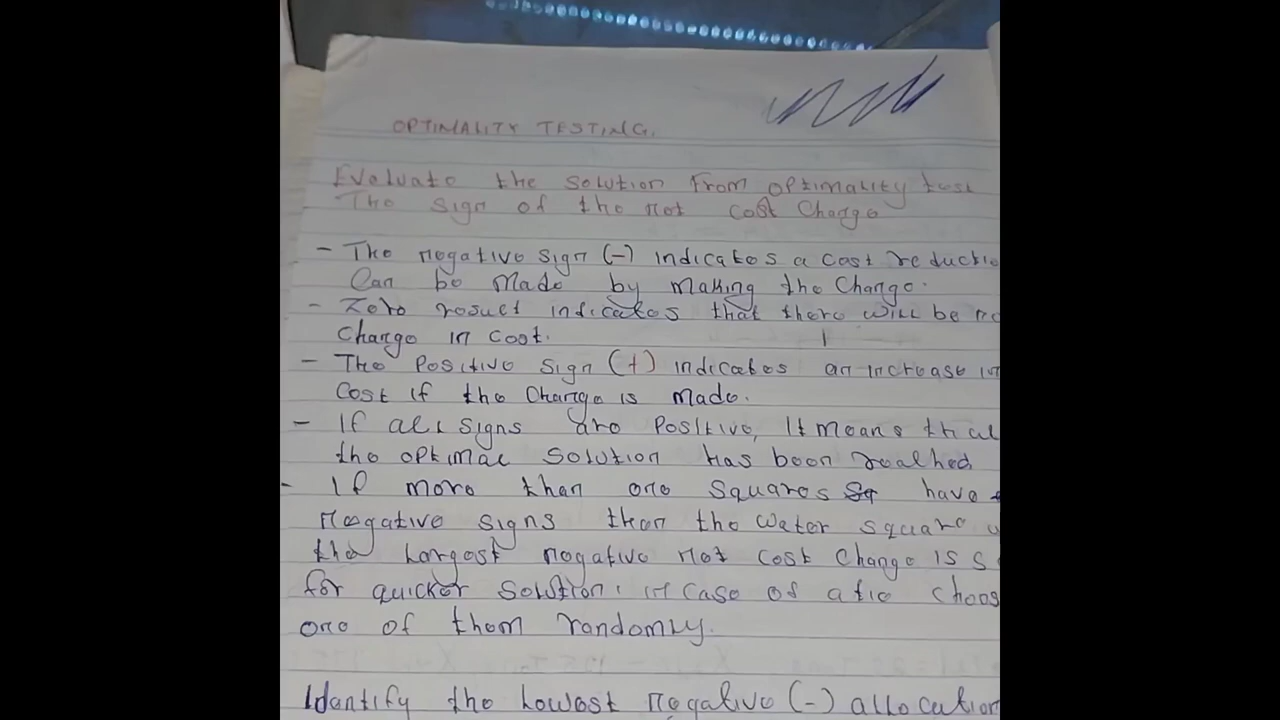 OPTIMALITY TESTING.
Evaluate the solution from optimality test
The sign of the net cost change
- The negative sign (-) indicates a cost reductio
can be made by making the change.
- Zero result indicates that there will be no
change in cost.
- The positive sign (+) indicates an increase in
cost if the change is made.
- If all signs are positive, it means that
the optimal solution has been reached
- If more than one squares have
negative signs than the water square
the largest negative net cost change is s
for quicker solution. in case of a tie choos
one of them randomly.
Identify the lowest negative (-) allocation